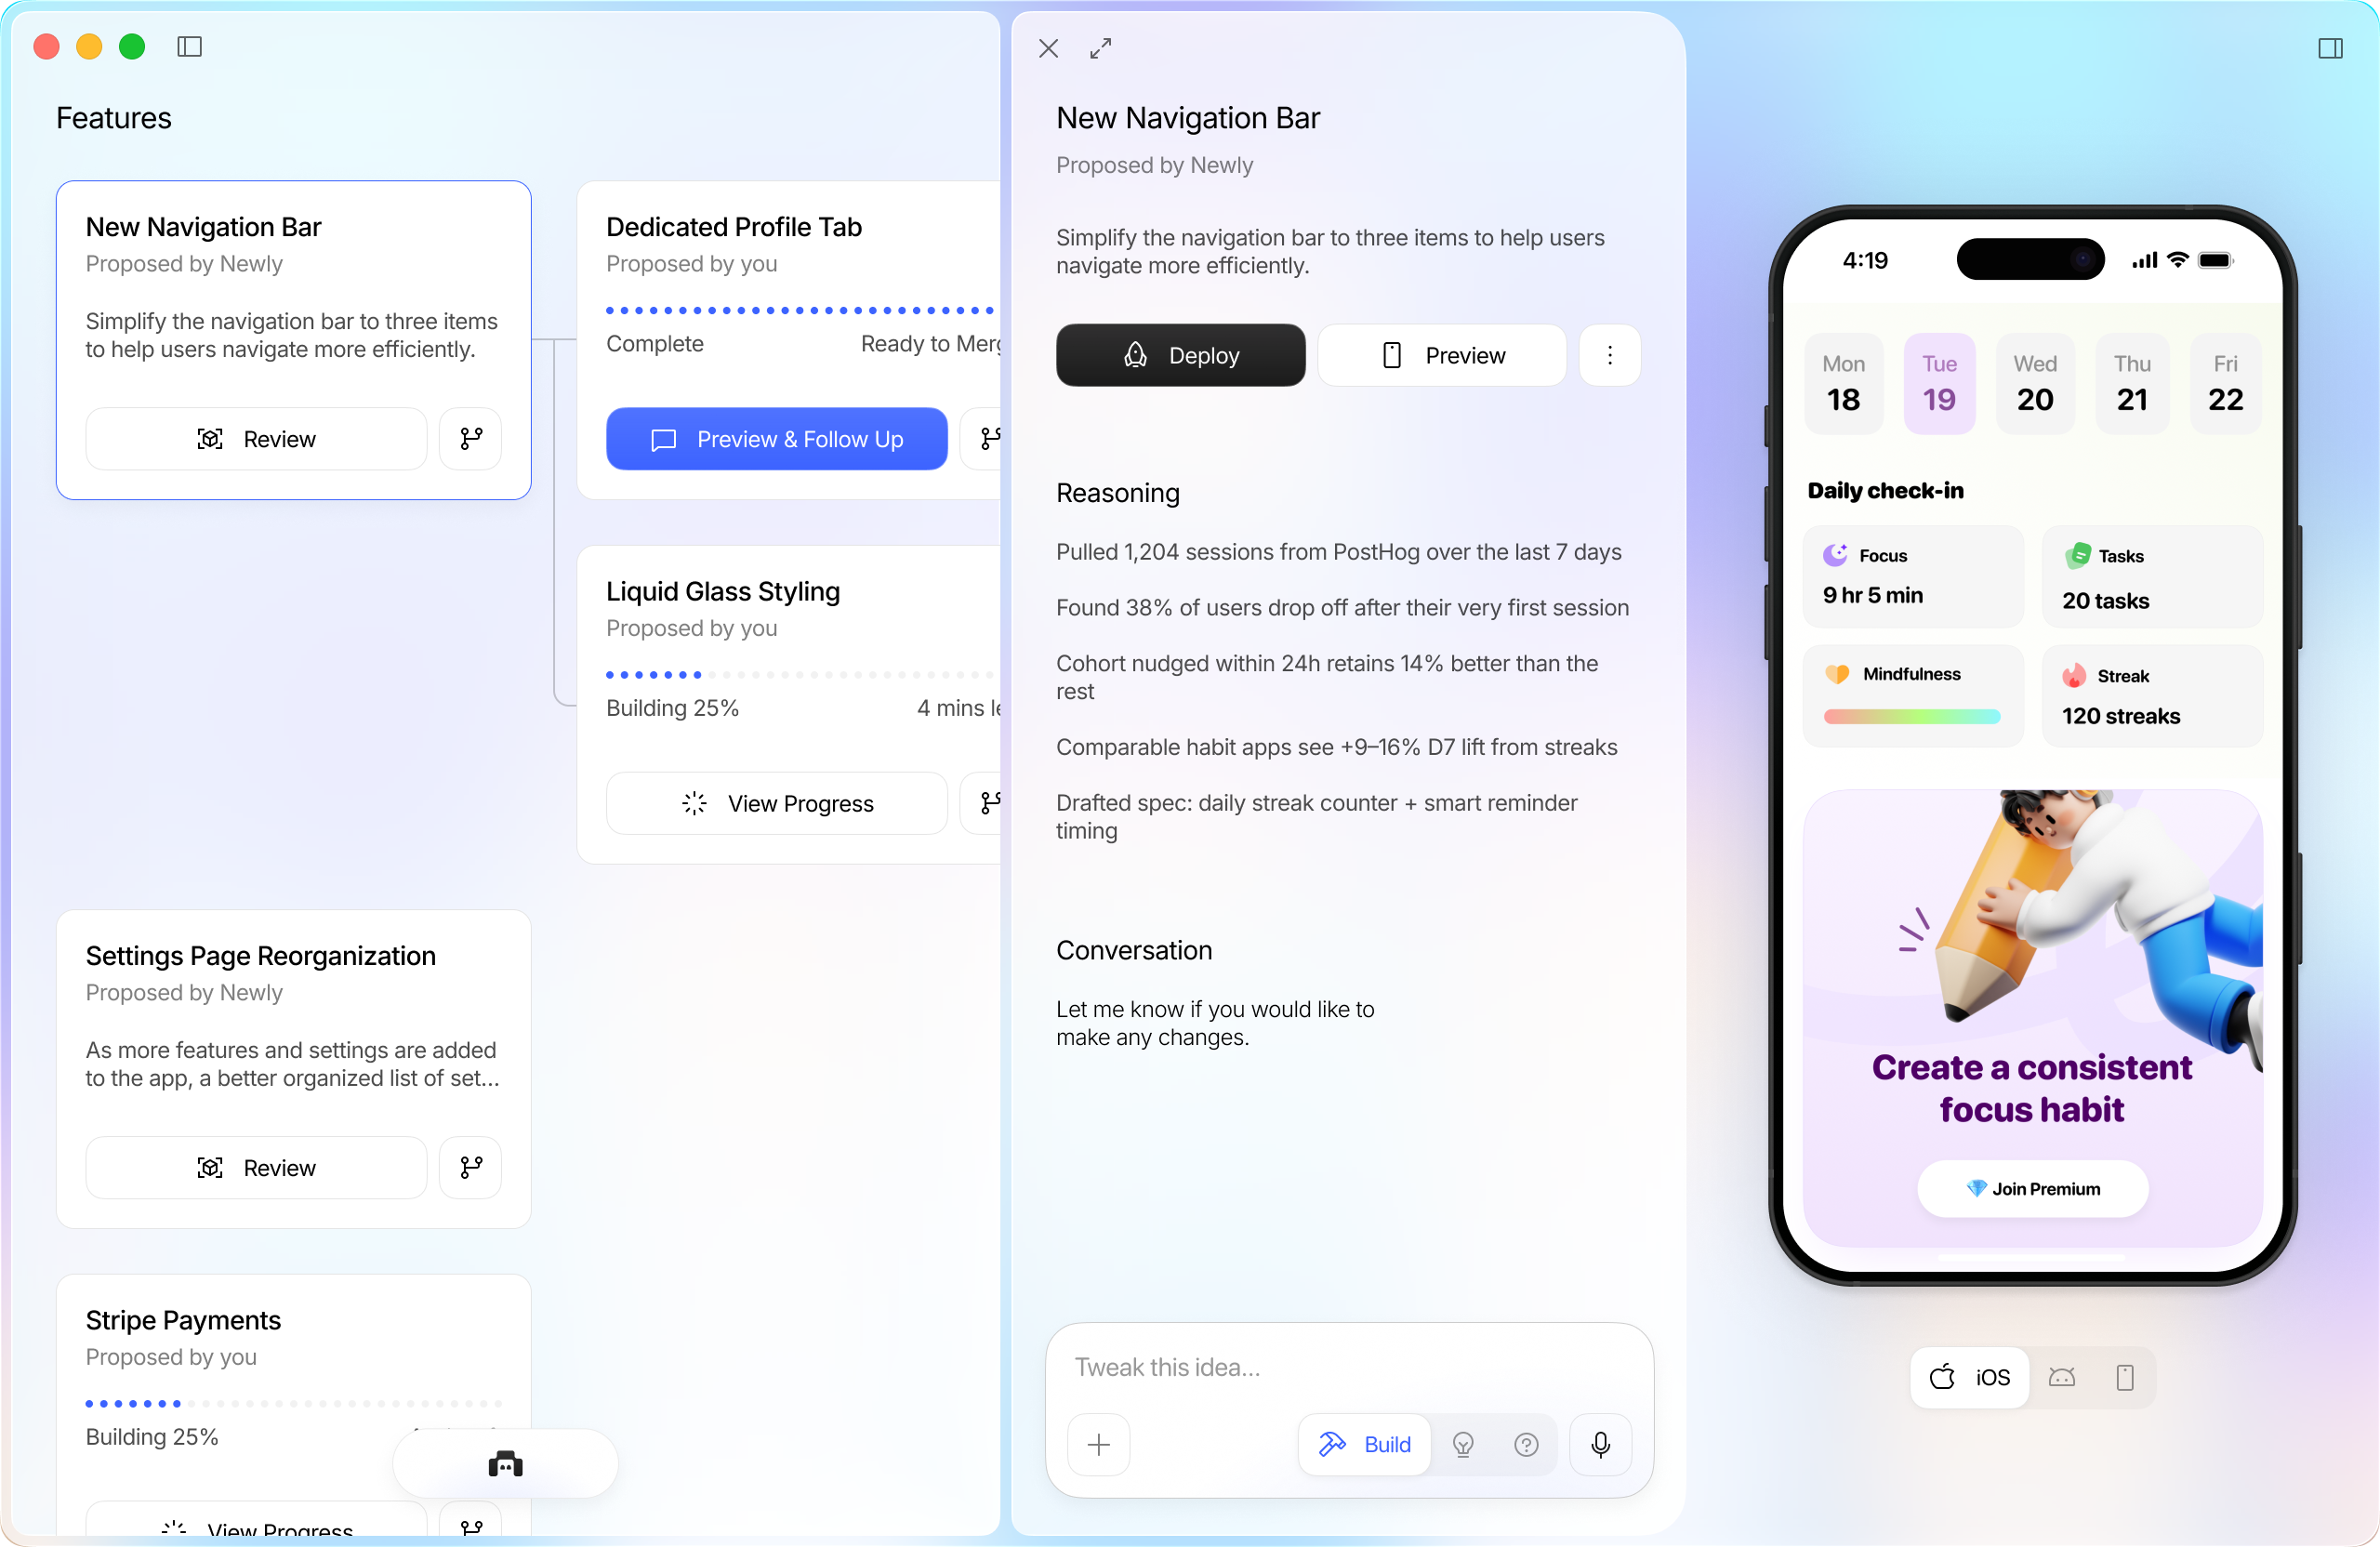 Features
New Navigation Bar
Proposed by Newly
Simplify the navigation bar to three items
to help users navigate more efficiently.
Review
Dedicated Profile Tab
Proposed by you
Complete
Ready to Merg
Preview & Follow Up
Liquid Glass Styling
Proposed by you
Building 25%
4 mins le
View Progress
Settings Page Reorganization
Proposed by Newly
As more features and settings are added
to the app, a better organized list of set...
Review
Stripe Payments
Proposed by you
Building 25%
View Progress
New Navigation Bar
Proposed by Newly
Simplify the navigation bar to three items to help users
navigate more efficiently.
Deploy
Preview
Reasoning
Pulled 1,204 sessions from PostHog over the last 7 days
Found 38% of users drop off after their very first session
Cohort nudged within 24h retains 14% better than the
rest
Comparable habit apps see +9–16% D7 lift from streaks
Drafted spec: daily streak counter + smart reminder
timing
Conversation
Let me know if you would like to
make any changes.
Tweak this idea...
Build
4:19
Mon
18
Tue
19
Wed
20
Thu
21
Fri
22
Daily check-in
Focus
9 hr 5 min
Tasks
20 tasks
Mindfulness
Streak
120 streaks
Create a consistent
focus habit
Join Premium
iOS